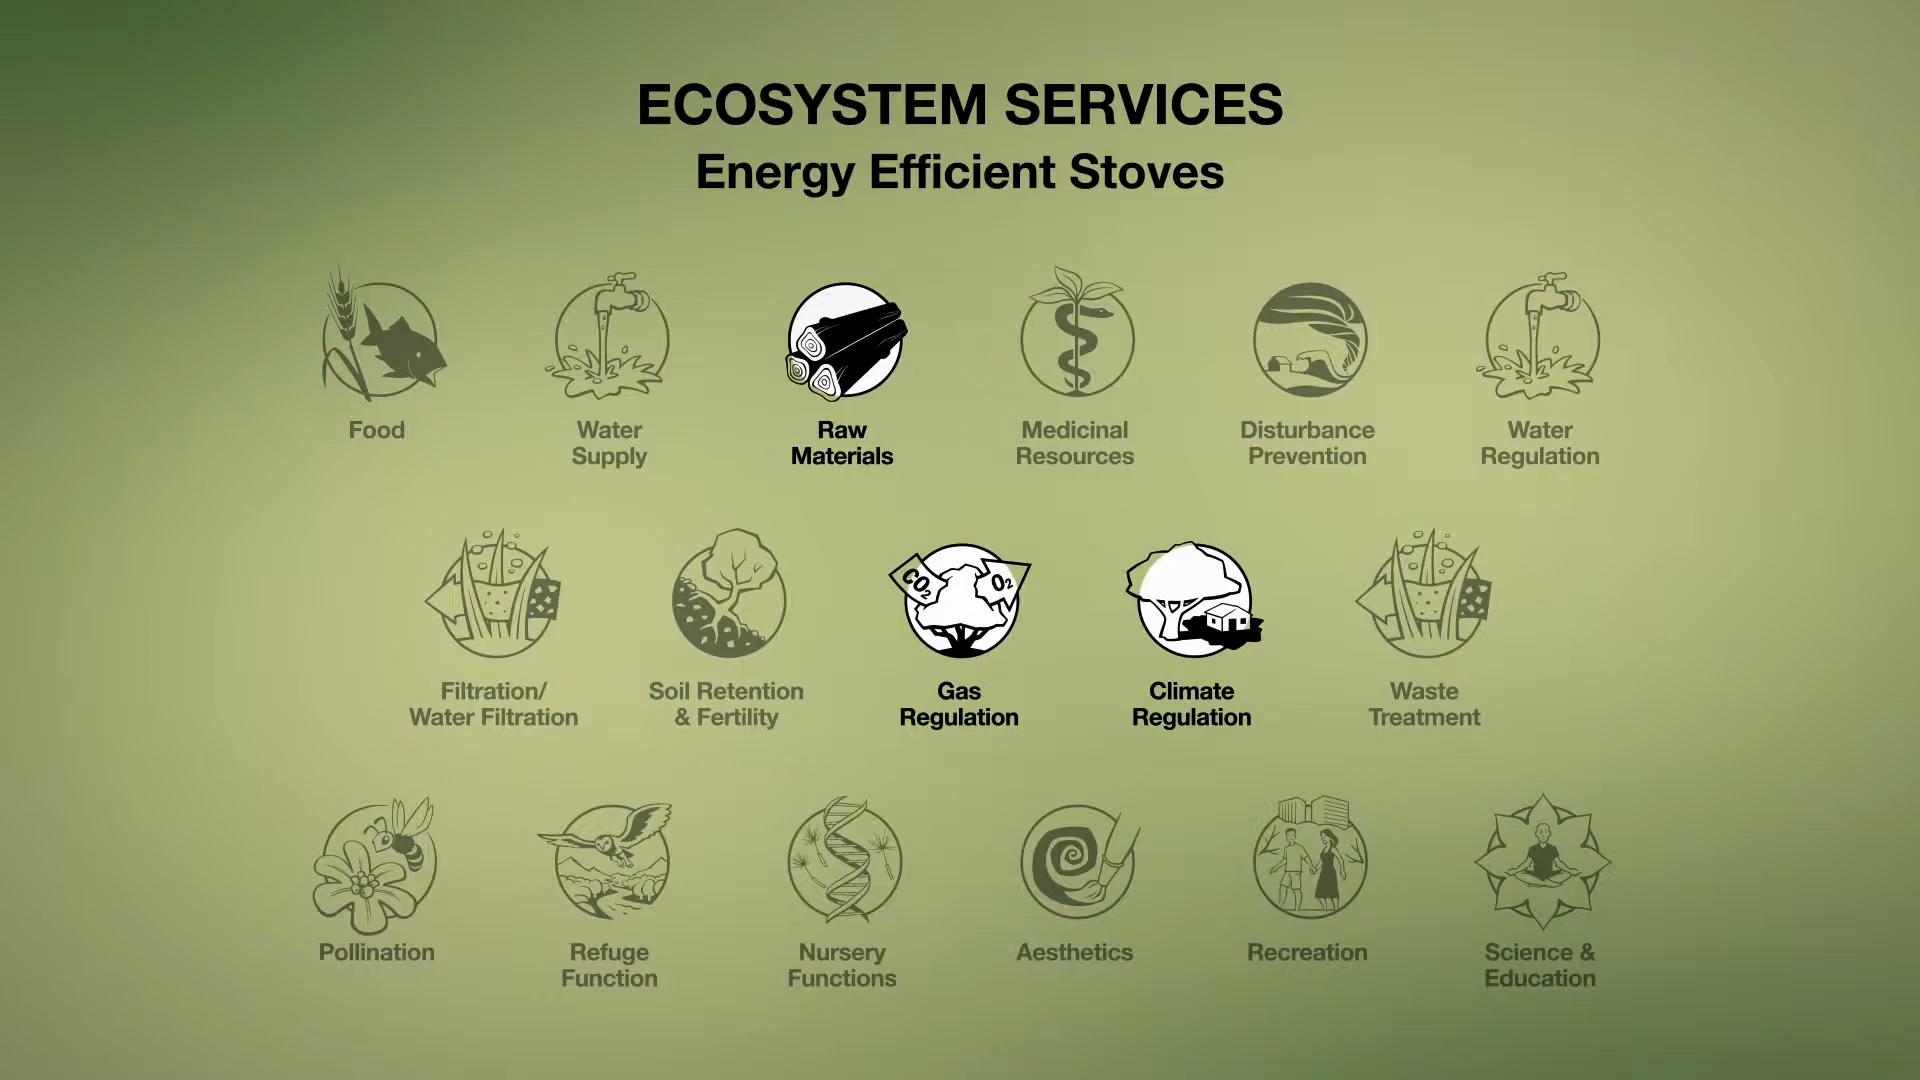 ECOSYSTEM SERVICES
Energy Efficient Stoves
Food
Water
Supply
Raw
Materials
Medicinal
Resources
Disturbance
Prevention
Water
Regulation
CO2
O2
Filtration/
Water Filtration
Soil Retention
& Fertility
Gas
Regulation
Climate
Regulation
Waste
Treatment
Pollination
Refuge
Function
Nursery
Functions
Aesthetics
Recreation
Science &
Education